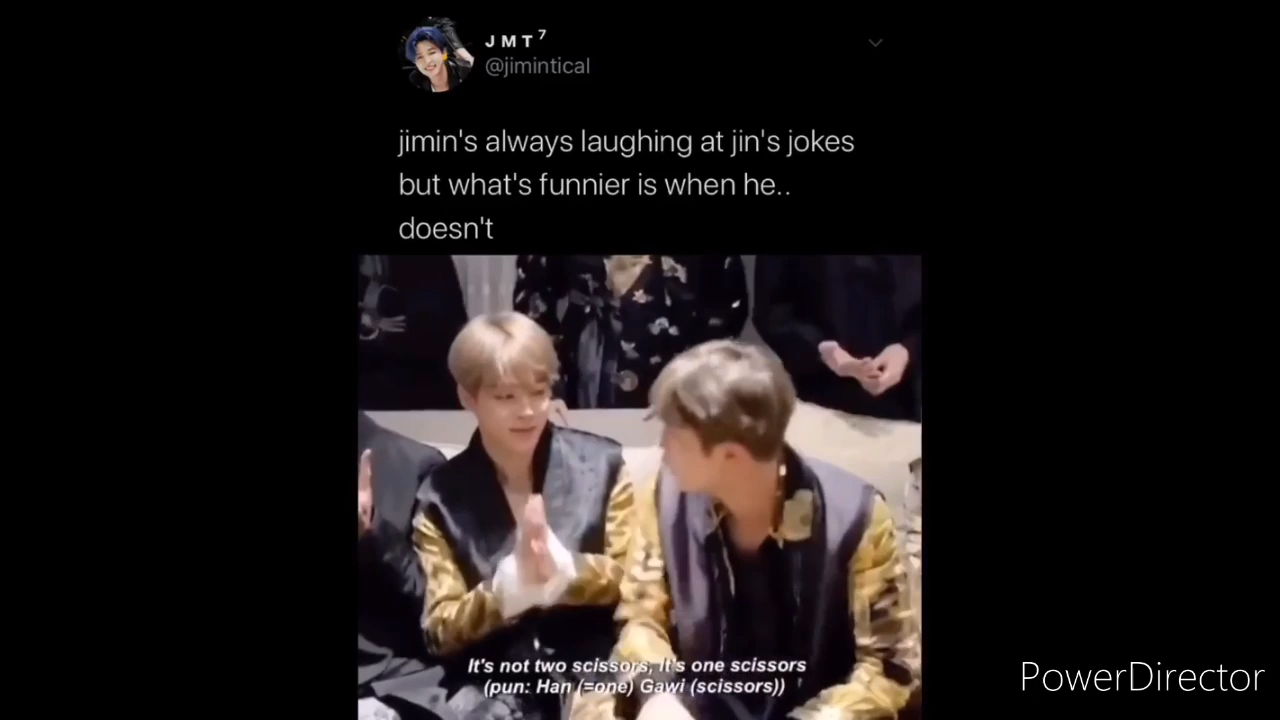 JMT⁷
@jimintical
jimin's always laughing at jin's jokes
but what's funnier is when he..
doesn't
It's not two scissors, It's one scissors
(pun: Han (=one) Gawi (scissors))
PowerDirector